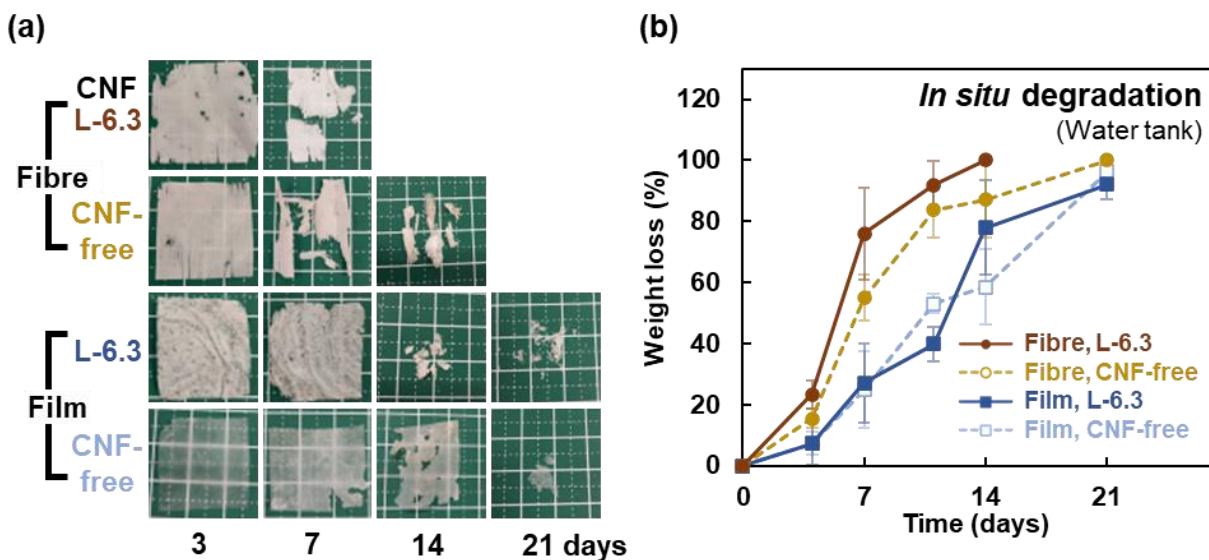 (a)
CNF
L-6.3
Fibre
CNF-
free
L-6.3
Film
CNF-
free
3 7 14 21 days
(b)
In situ degradation
(Water tank)
Weight loss (%)
120
100
80
60
40
20
0
0 7 14 21
Time (days)
Fibre, L-6.3
Fibre, CNF-free
Film, L-6.3
Film, CNF-free